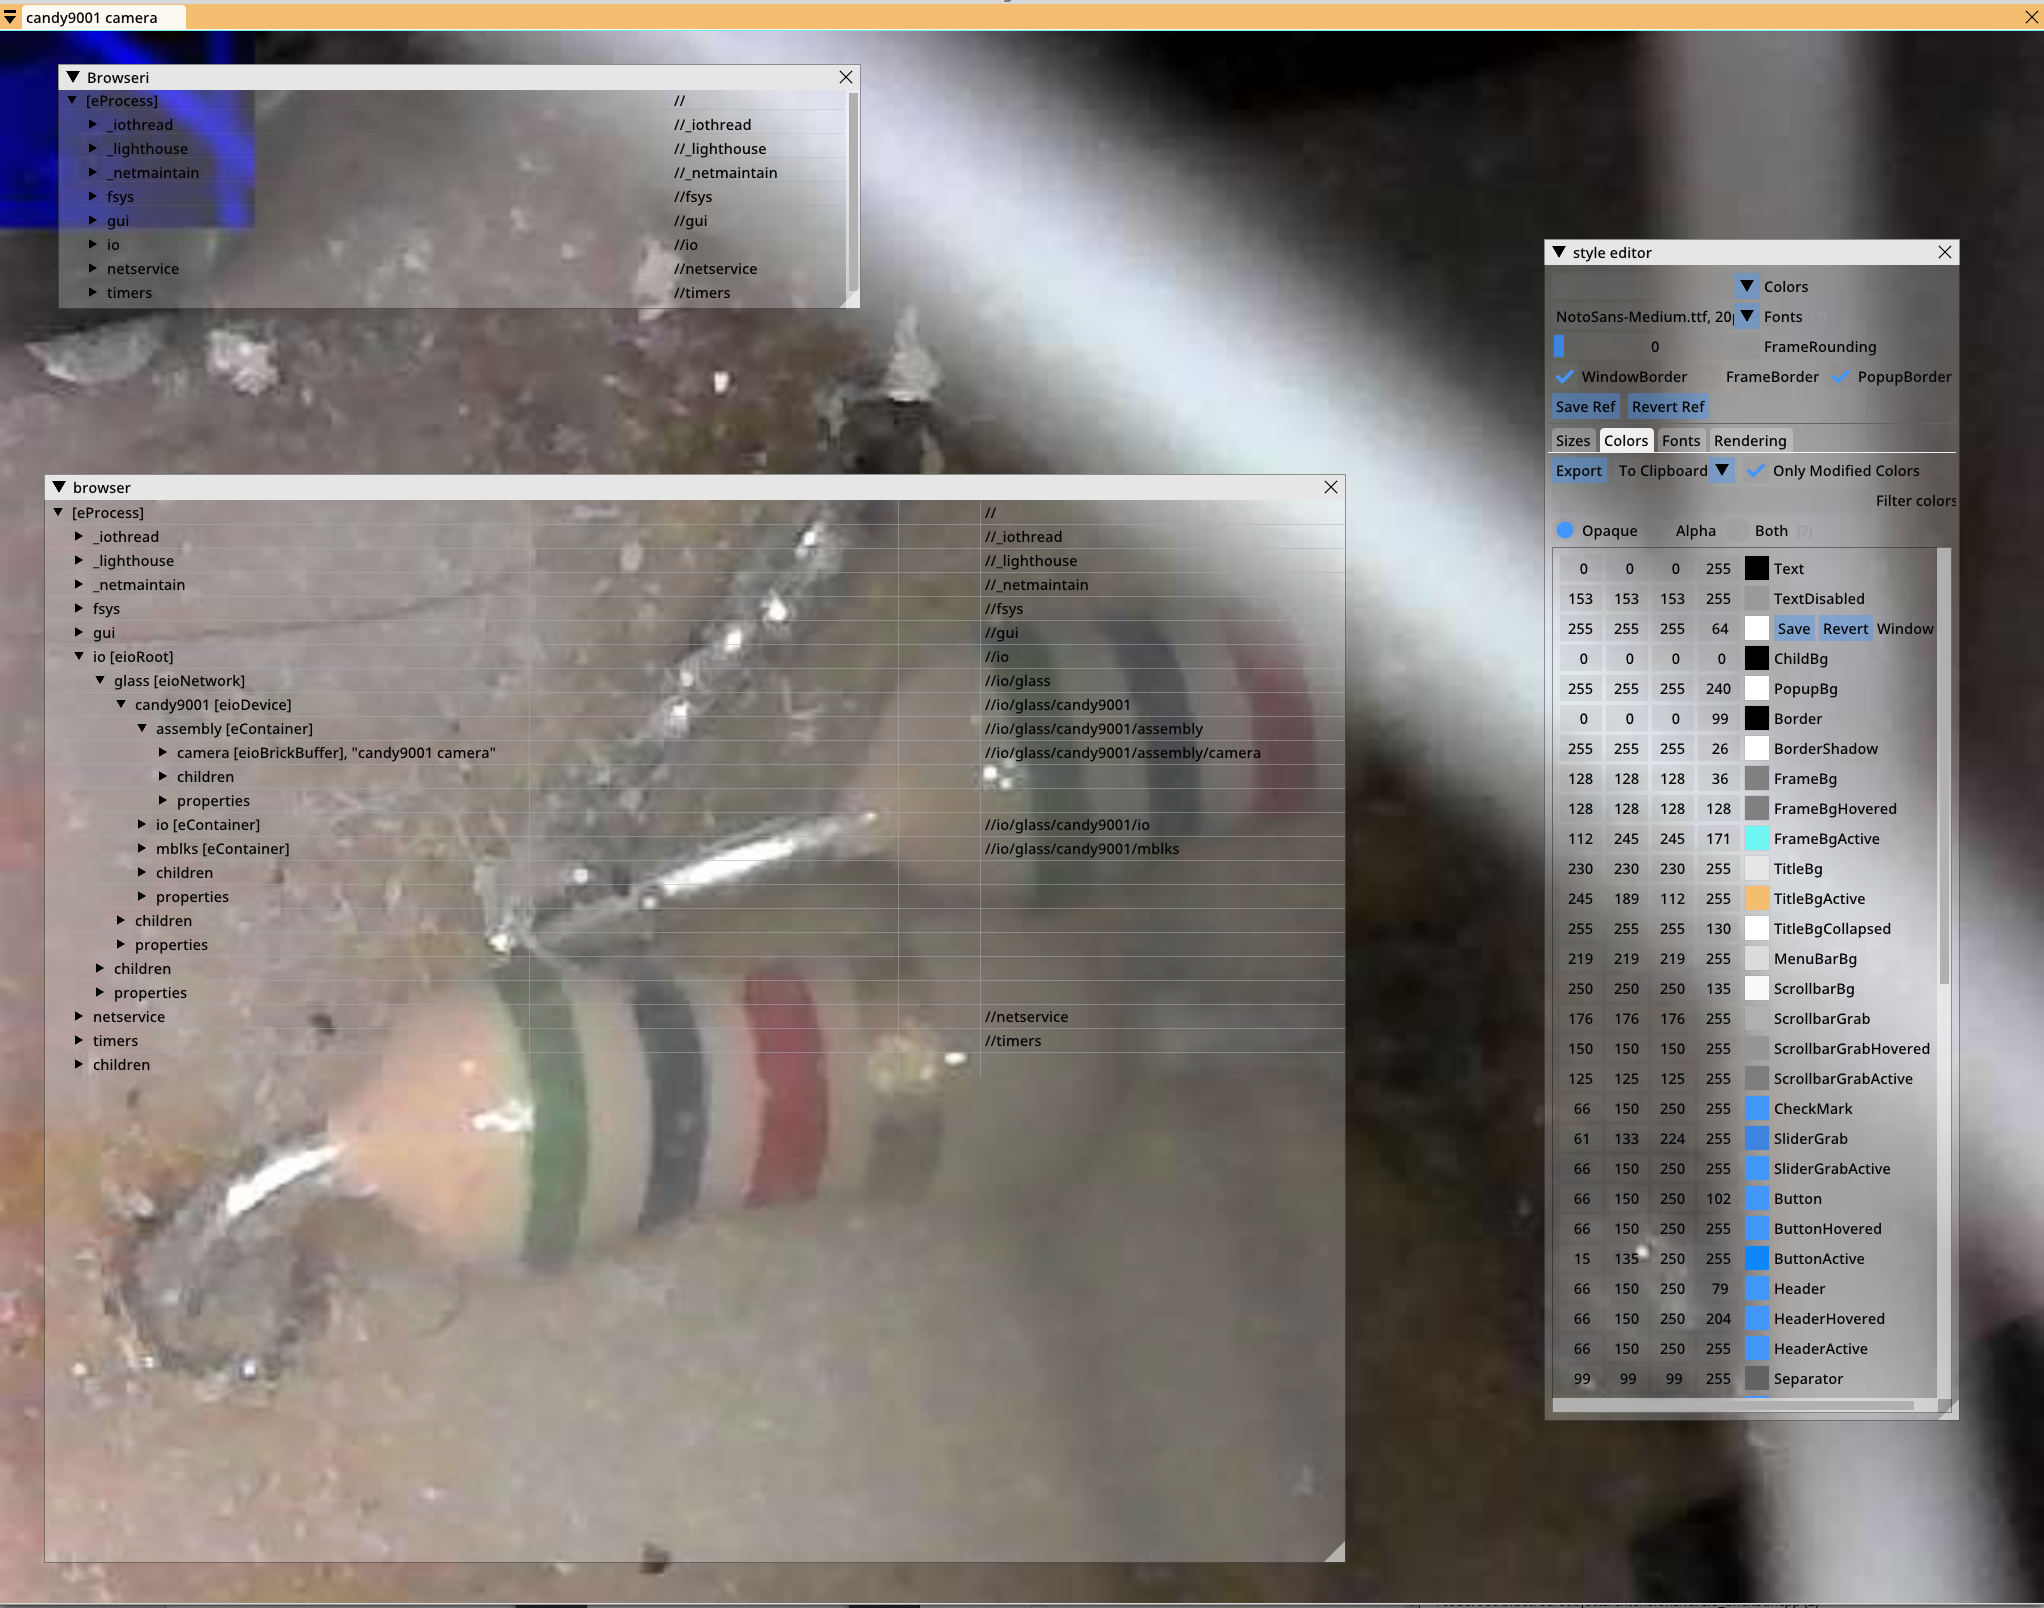 candy9001 camera
Browseri
[eProcess] //
_iothread //_iothread
_lighthouse //_lighthouse
_netmaintain //_netmaintain
fsys //fsys
gui //gui
io //io
netservice //netservice
timers //timers
browser
[eProcess] //
_iothread //_iothread
_lighthouse //_lighthouse
_netmaintain //_netmaintain
fsys //fsys
gui //gui
io [eioRoot] //io
glass [eioNetwork] //io/glass
candy9001 [eioDevice] //io/glass/candy9001
assembly [eContainer] //io/glass/candy9001/assembly
camera [eioBrickBuffer], "candy9001 camera" //io/glass/candy9001/assembly/camera
children
properties
io [eContainer] //io/glass/candy9001/io
mblks [eContainer] //io/glass/candy9001/mblks
children
properties
children
properties
children
properties
netservice //netservice
timers //timers
children
style editor
Colors
NotoSans-Medium.ttf, 20 Fonts (?)
0 FrameRounding
WindowBorder FrameBorder PopupBorder
Save Ref Revert Ref
Sizes Colors Fonts Rendering
Export To Clipboard Only Modified Colors
Filter colors
Opaque Alpha Both (?)
0 0 0 255 Text
153 153 153 255 TextDisabled
255 255 255 64 Save Revert Window
0 0 0 0 ChildBg
255 255 255 240 PopupBg
0 0 0 99 Border
255 255 255 26 BorderShadow
128 128 128 36 FrameBg
128 128 128 128 FrameBgHovered
112 245 245 171 FrameBgActive
230 230 230 255 TitleBg
245 189 112 255 TitleBgActive
255 255 255 130 TitleBgCollapsed
219 219 219 255 MenuBarBg
250 250 250 135 ScrollbarBg
176 176 176 255 ScrollbarGrab
150 150 150 255 ScrollbarGrabHovered
125 125 125 255 ScrollbarGrabActive
66 150 250 255 CheckMark
61 133 224 255 SliderGrab
66 150 250 255 SliderGrabActive
66 150 250 102 Button
66 150 250 255 ButtonHovered
15 135 250 255 ButtonActive
66 150 250 79 Header
66 150 250 204 HeaderHovered
66 150 250 255 HeaderActive
99 99 99 255 Separator